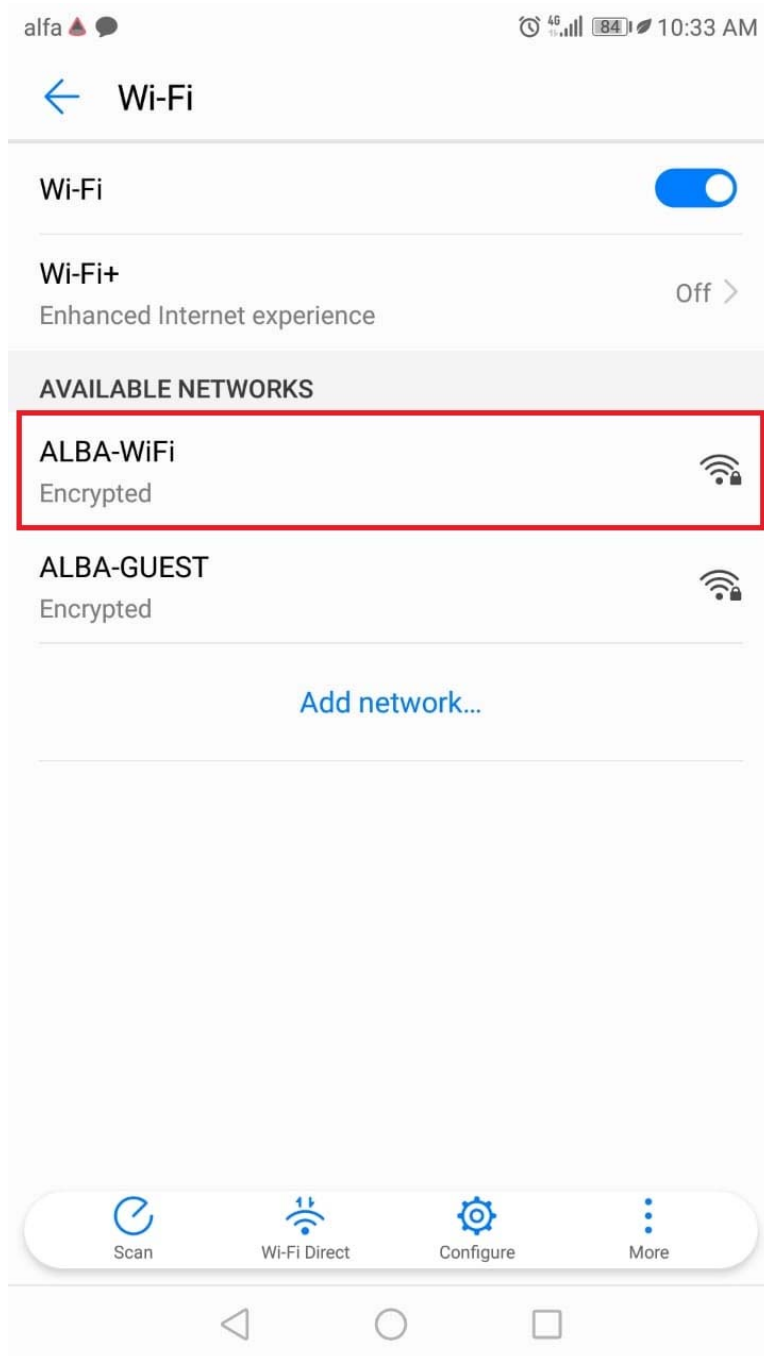 alfa 4G 84 10:33 AM
Wi-Fi
Wi-Fi
Wi-Fi+
Enhanced Internet experience
Off
AVAILABLE NETWORKS
ALBA-WiFi
Encrypted
ALBA-GUEST
Encrypted
Add network...
Scan Wi-Fi Direct Configure More